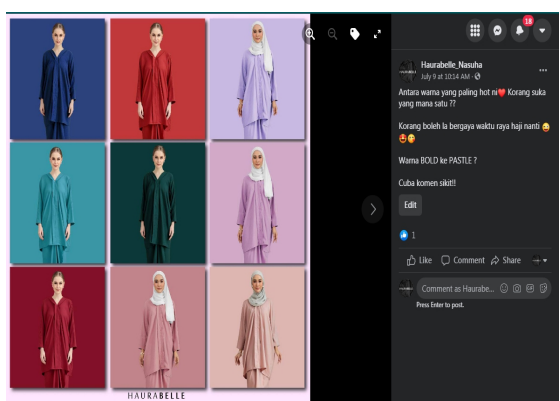 HAURABELLE
18
Haurabelle_Nasuha
July 9 at 10:14 AM ·
Antara warna yang paling hot ni❤️ Korang suka
yang mana satu ??
Korang boleh la bergaya waktu raya haji nanti 😄
🤩🥰
Warna BOLD ke PASTLE ?
Cuba komen sikit!!
Edit
1
Like Comment Share
Comment as Haurabe...
Press Enter to post.